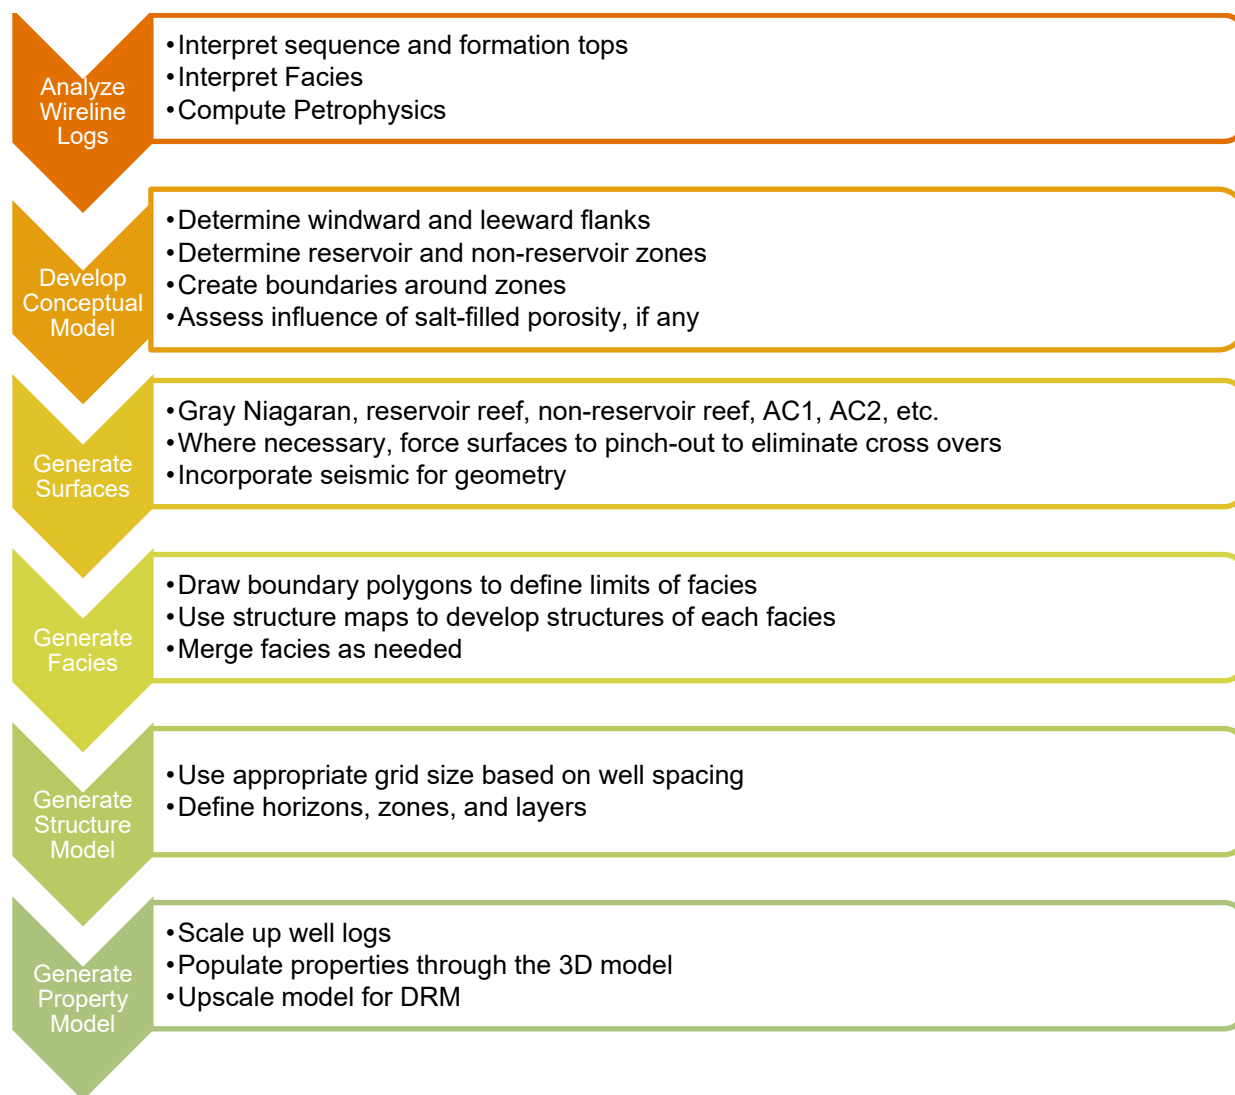 Analyze
Wireline
Logs
•Interpret sequence and formation tops
•Interpret Facies
•Compute Petrophysics
Develop
Conceptual
Model
•Determine windward and leeward flanks
•Determine reservoir and non-reservoir zones
•Create boundaries around zones
•Assess influence of salt-filled porosity, if any
Generate
Surfaces
•Gray Niagaran, reservoir reef, non-reservoir reef, AC1, AC2, etc.
•Where necessary, force surfaces to pinch-out to eliminate cross overs
•Incorporate seismic for geometry
Generate
Facies
•Draw boundary polygons to define limits of facies
•Use structure maps to develop structures of each facies
•Merge facies as needed
Generate
Structure
Model
•Use appropriate grid size based on well spacing
•Define horizons, zones, and layers
Generate
Property
Model
•Scale up well logs
•Populate properties through the 3D model
•Upscale model for DRM